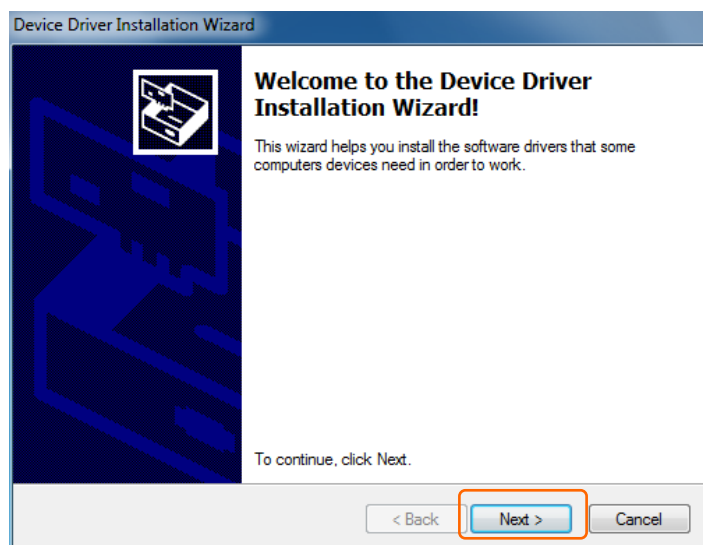 Device Driver Installation Wizard
Welcome to the Device Driver
Installation Wizard!
This wizard helps you install the software drivers that some
computers devices need in order to work.
To continue, click Next.
< Back
Next >
Cancel